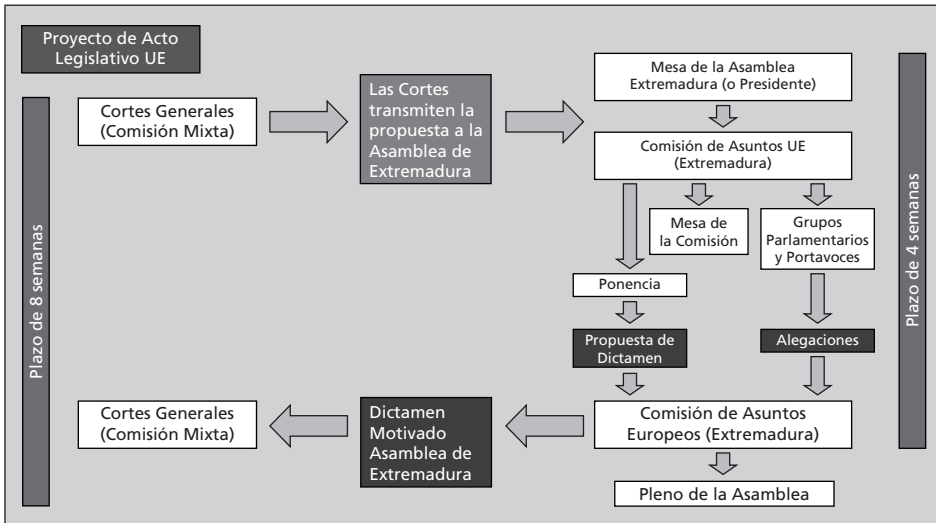 Proyecto de Acto
Legislativo UE
Plazo de 8 semanas
Cortes Generales
(Comisión Mixta)
Las Cortes
transmiten la
propuesta a la
Asamblea de
Extremadura
Mesa de la Asamblea
Extremadura (o Presidente)
Comisión de Asuntos UE
(Extremadura)
Mesa de
la Comisión
Grupos
Parlamentarios
y Portavoces
Ponencia
Propuesta de
Dictamen
Alegaciones
Plazo de 4 semanas
Cortes Generales
(Comisión Mixta)
Dictamen
Motivado
Asamblea de
Extremadura
Comisión de Asuntos
Europeos (Extremadura)
Pleno de la Asamblea